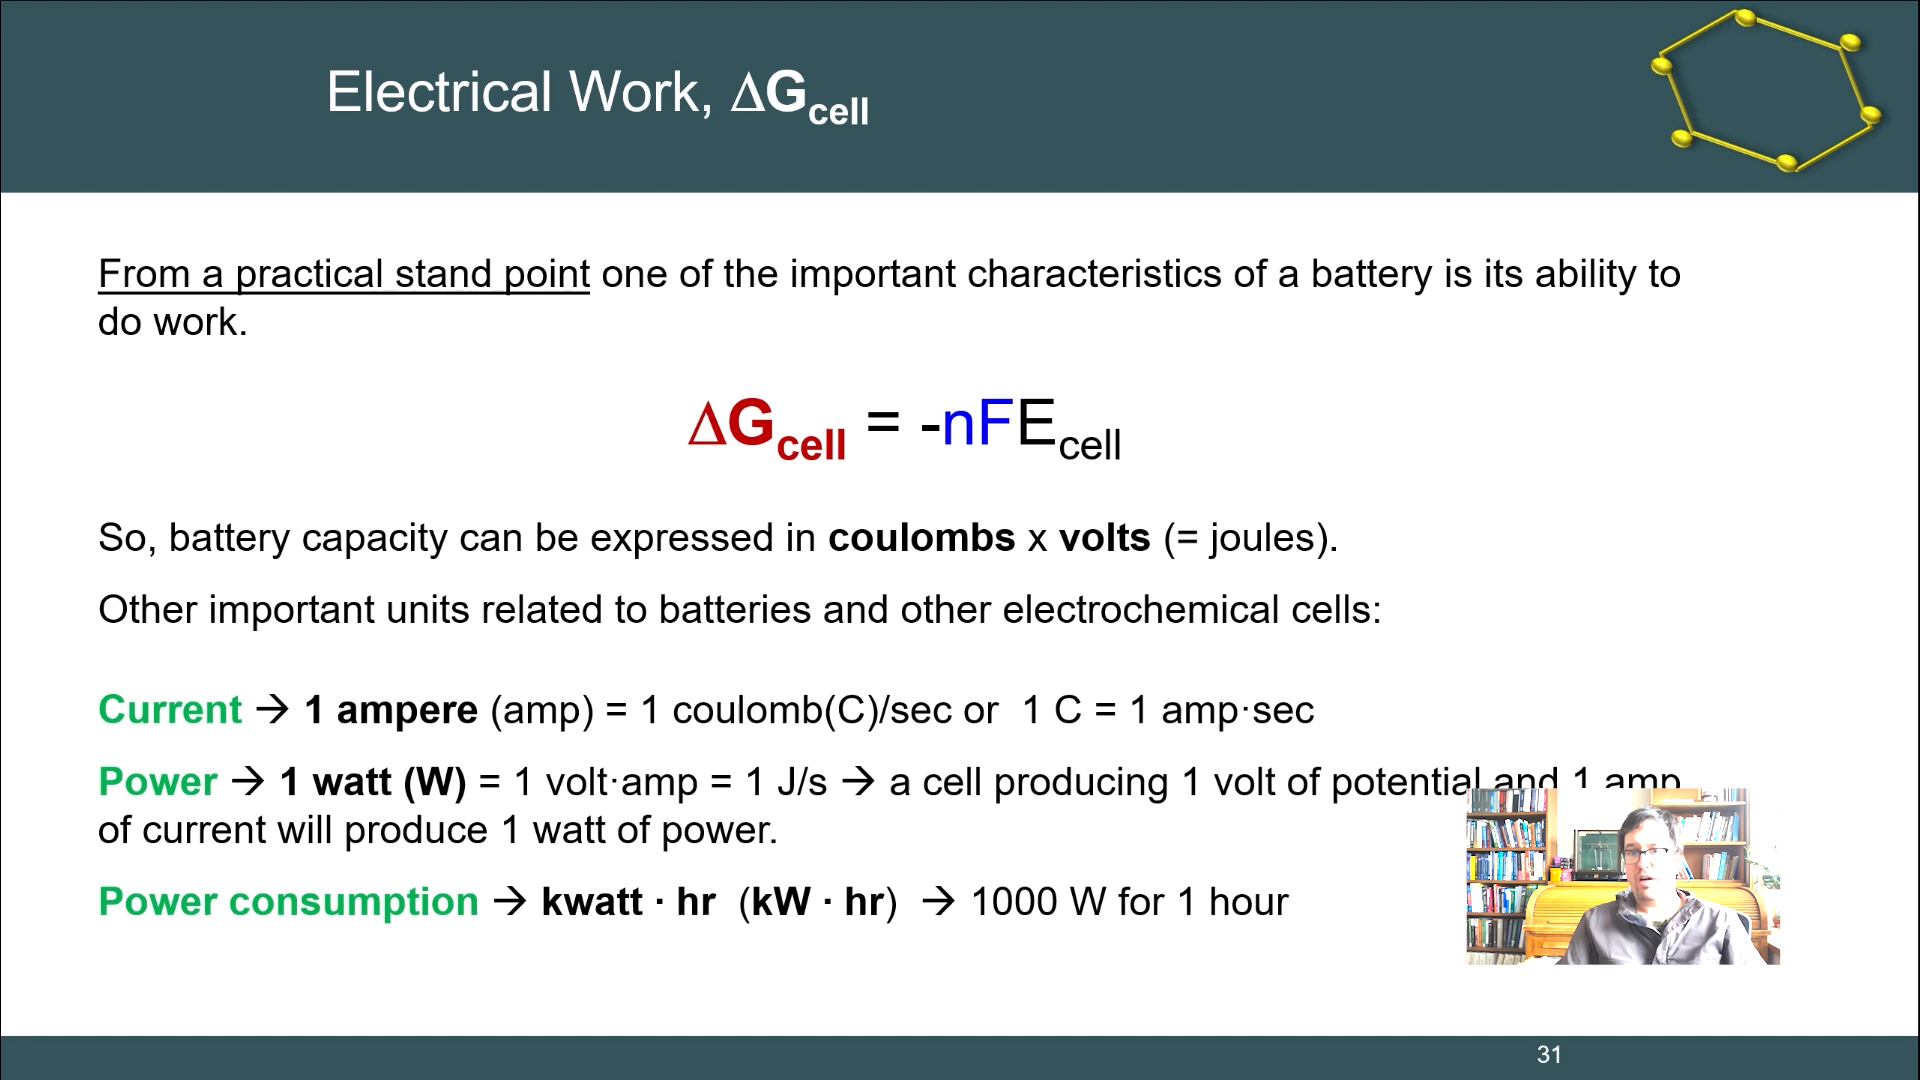 Electrical Work, ΔGcell
From a practical stand point one of the important characteristics of a battery is its ability to
do work.
ΔGcell = -nFEcell
So, battery capacity can be expressed in coulombs x volts (= joules).
Other important units related to batteries and other electrochemical cells:
Current → 1 ampere (amp) = 1 coulomb(C)/sec or 1 C = 1 amp·sec
Power → 1 watt (W) = 1 volt·amp = 1 J/s → a cell producing 1 volt of potential and 1 amp
of current will produce 1 watt of power.
Power consumption → kwatt · hr (kW · hr) → 1000 W for 1 hour
31